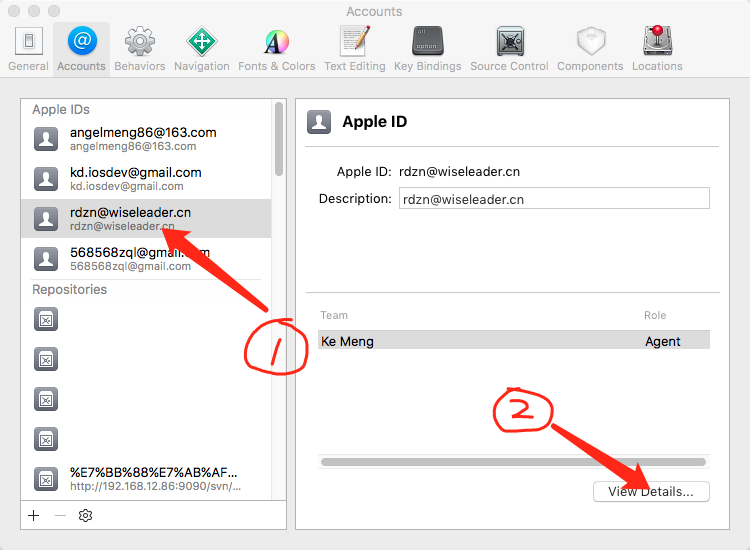 Accounts
General Accounts Behaviors Navigation Fonts & Colors Text Editing Key Bindings Source Control Components Locations
alt
option
Apple IDs
angelmeng86@163.com
angelmeng86@163.com
kd.iosdev@gmail.com
kd.iosdev@gmail.com
rdzn@wiseleader.cn
rdzn@wiseleader.cn
568568zql@gmail.com
568568zql@gmail.com
Repositories
%E7%BB%88%E7%AB%AF...
http://192.168.12.86:9090/svn/...
Apple ID
Apple ID: rdzn@wiseleader.cn
Description: rdzn@wiseleader.cn
Team Role
Ke Meng Agent
View Details...
1
2